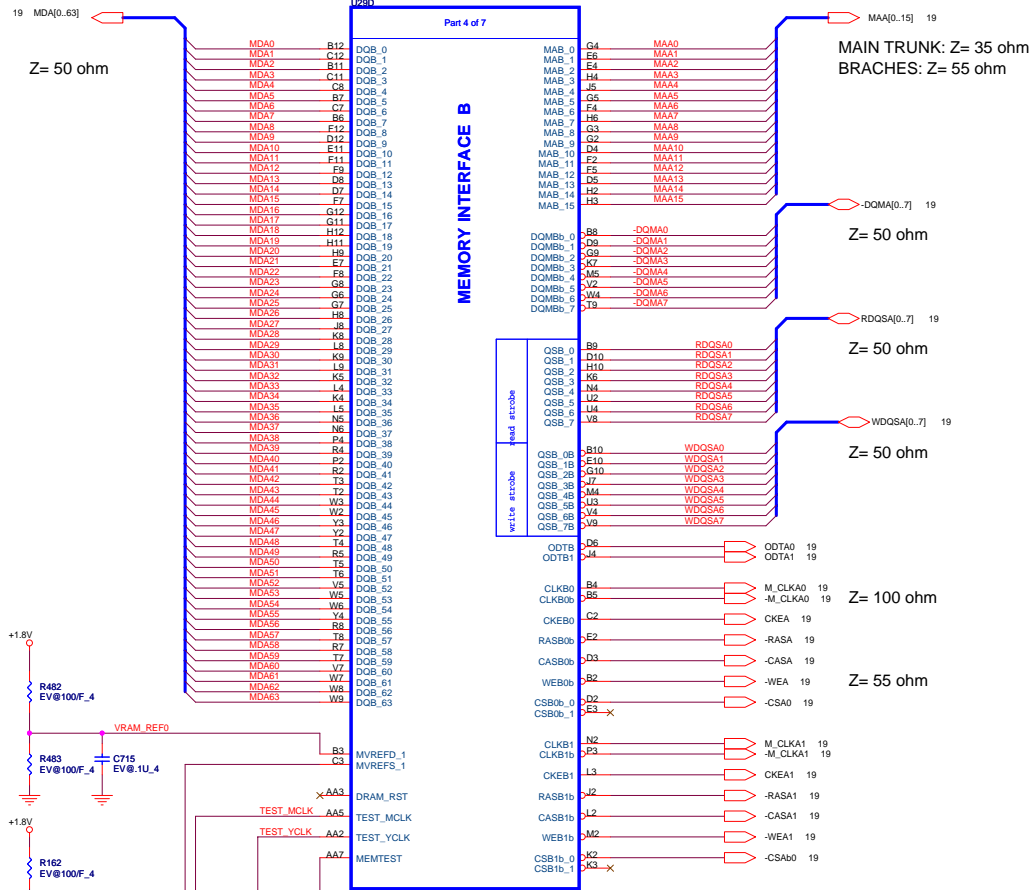 U29D
19 MDA[0..63]
Z= 50 ohm
Part 4 of 7
MEMORY INTERFACE B
MDA0 B12 DQB_0
MDA1 C12 DQB_1
MDA2 B11 DQB_2
MDA3 C11 DQB_3
MDA4 C8 DQB_4
MDA5 B7 DQB_5
MDA6 C7 DQB_6
MDA7 B6 DQB_7
MDA8 F12 DQB_8
MDA9 D12 DQB_9
MDA10 E11 DQB_10
MDA11 F11 DQB_11
MDA12 F9 DQB_12
MDA13 D8 DQB_13
MDA14 D7 DQB_14
MDA15 F7 DQB_15
MDA16 G12 DQB_16
MDA17 G11 DQB_17
MDA18 H12 DQB_18
MDA19 H11 DQB_19
MDA20 H9 DQB_20
MDA21 E7 DQB_21
MDA22 F8 DQB_22
MDA23 G8 DQB_23
MDA24 G6 DQB_24
MDA25 G7 DQB_25
MDA26 H8 DQB_26
MDA27 J8 DQB_27
MDA28 K8 DQB_28
MDA29 L8 DQB_29
MDA30 K9 DQB_30
MDA31 L9 DQB_31
MDA32 K5 DQB_32
MDA33 L4 DQB_33
MDA34 K4 DQB_34
MDA35 L5 DQB_35
MDA36 N5 DQB_36
MDA37 N6 DQB_37
MDA38 P4 DQB_38
MDA39 R4 DQB_39
MDA40 P2 DQB_40
MDA41 R2 DQB_41
MDA42 T3 DQB_42
MDA43 T2 DQB_43
MDA44 W3 DQB_44
MDA45 W2 DQB_45
MDA46 Y3 DQB_46
MDA47 Y2 DQB_47
MDA48 T4 DQB_48
MDA49 R5 DQB_49
MDA50 T5 DQB_50
MDA51 T6 DQB_51
MDA52 V5 DQB_52
MDA53 W5 DQB_53
MDA54 W6 DQB_54
MDA55 Y4 DQB_55
MDA56 R8 DQB_56
MDA57 T8 DQB_57
MDA58 R7 DQB_58
MDA59 T7 DQB_59
MDA60 V7 DQB_60
MDA61 W7 DQB_61
MDA62 W8 DQB_62
MDA63 W9 DQB_63
VRAM_REF0
B3 MVREFD_1
C3 MVREFS_1
AA3 DRAM_RST
TEST_MCLK AA5 TEST_MCLK
TEST_YCLK AA2 TEST_YCLK
AA7 MEMTEST
+1.8V
R482
EV@100/F_4
R483
EV@100/F_4
C715
EV@.1U_4
+1.8V
R162
EV@100/F_4
MAA[0..15] 19
MAIN TRUNK: Z= 35 ohm
BRACHES: Z= 55 ohm
MAB_0 G4 MAA0
MAB_1 E6 MAA1
MAB_2 E4 MAA2
MAB_3 H4 MAA3
MAB_4 J5 MAA4
MAB_5 G5 MAA5
MAB_6 F4 MAA6
MAB_7 H6 MAA7
MAB_8 G3 MAA8
MAB_9 G2 MAA9
MAB_10 D4 MAA10
MAB_11 F2 MAA11
MAB_12 F5 MAA12
MAB_13 D5 MAA13
MAB_14 H2 MAA14
MAB_15 H3 MAA15
-DQMA[0..7] 19
Z= 50 ohm
DQMBb_0 B8 -DQMA0
DQMBb_1 D9 -DQMA1
DQMBb_2 G9 -DQMA2
DQMBb_3 K7 -DQMA3
DQMBb_4 M5 -DQMA4
DQMBb_5 V2 -DQMA5
DQMBb_6 W4 -DQMA6
DQMBb_7 T9 -DQMA7
RDQSA[0..7] 19
Z= 50 ohm
read strobe
QSB_0 B9 RDQSA0
QSB_1 D10 RDQSA1
QSB_2 H10 RDQSA2
QSB_3 K6 RDQSA3
QSB_4 N4 RDQSA4
QSB_5 U2 RDQSA5
QSB_6 U4 RDQSA6
QSB_7 V8 RDQSA7
WDQSA[0..7] 19
Z= 50 ohm
write strobe
QSB_0B B10 WDQSA0
QSB_1B E10 WDQSA1
QSB_2B G10 WDQSA2
QSB_3B J7 WDQSA3
QSB_4B M4 WDQSA4
QSB_5B U3 WDQSA5
QSB_6B V4 WDQSA6
QSB_7B V9 WDQSA7
ODTB D6 ODTA0 19
ODTB1 J4 ODTA1 19
CLKB0 B4 M_CLKA0 19
CLKB0b B5 -M_CLKA0 19
Z= 100 ohm
CKEB0 C2 CKEA 19
RASB0b E2 -RASA 19
CASB0b D3 -CASA 19
WEB0b B2 -WEA 19
Z= 55 ohm
CSB0b_0 D2 -CSA0 19
CSB0b_1 E3
CLKB1 N2 M_CLKA1 19
CLKB1b P3 -M_CLKA1 19
CKEB1 L3 CKEA1 19
RASB1b J2 -RASA1 19
CASB1b L2 -CASA1 19
WEB1b M2 -WEA1 19
CSB1b_0 K2 -CSAb0 19
CSB1b_1 K3